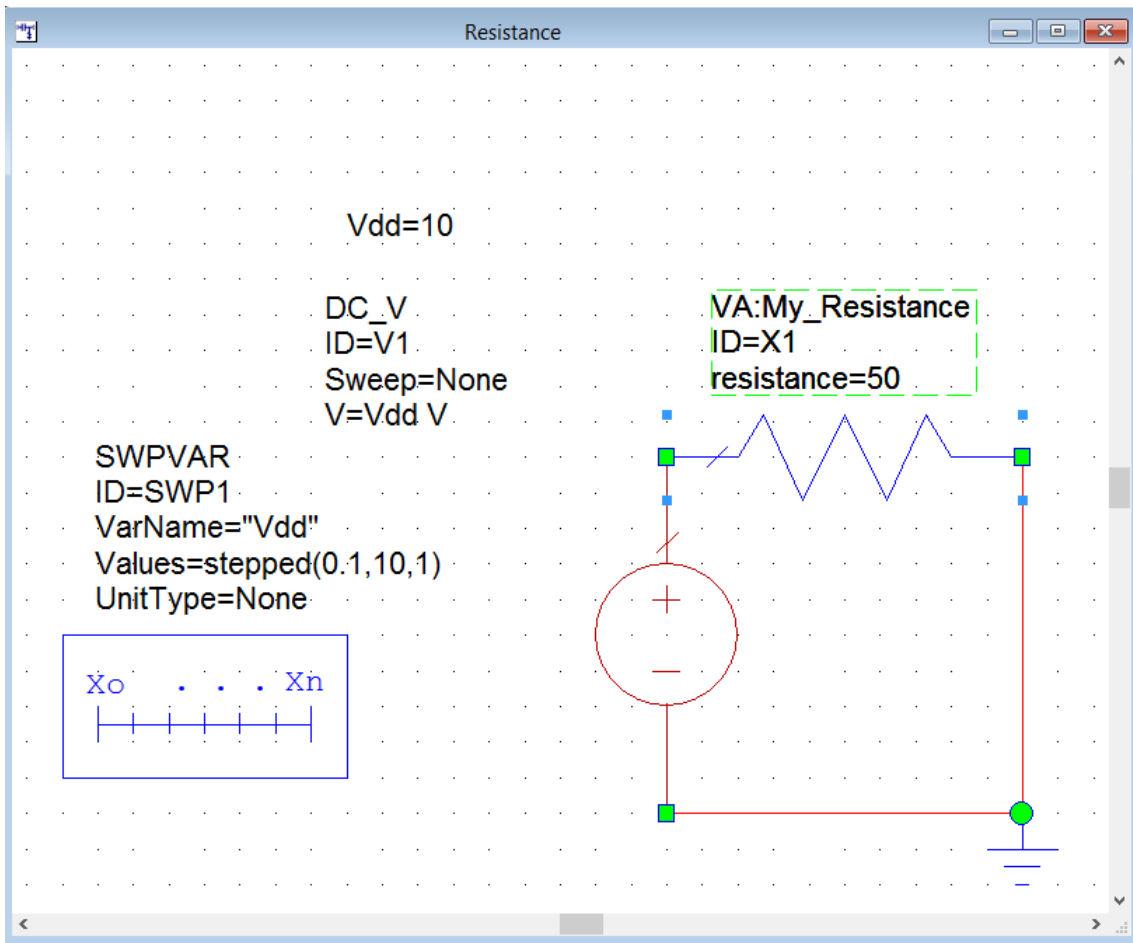 Resistance
Vdd=10
DC_V
ID=V1
Sweep=None
V=Vdd V
VA:My_Resistance
ID=X1
resistance=50
SWPVAR
ID=SWP1
VarName="Vdd"
Values=stepped(0.1,10,1)
UnitType=None
Xo . . . Xn